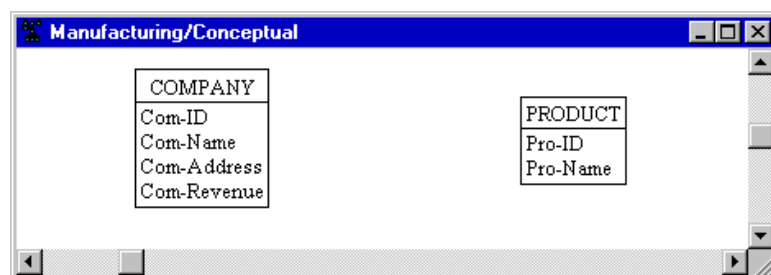 Manufacturing/Conceptual
COMPANY
Com-ID
Com-Name
Com-Address
Com-Revenue
PRODUCT
Pro-ID
Pro-Name